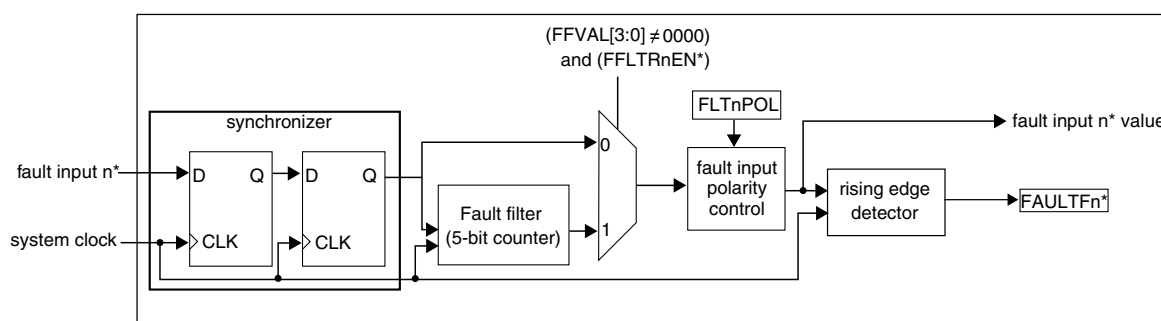 (FFVAL[3:0] ≠ 0000)
and (FFLTRnEN*)
FLTnPOL
synchronizer
fault input n* value
fault input n*
D Q
D Q
0
fault input
polarity
control
rising edge
detector
FAULTFn*
Fault filter
(5-bit counter)
1
system clock
CLK
CLK